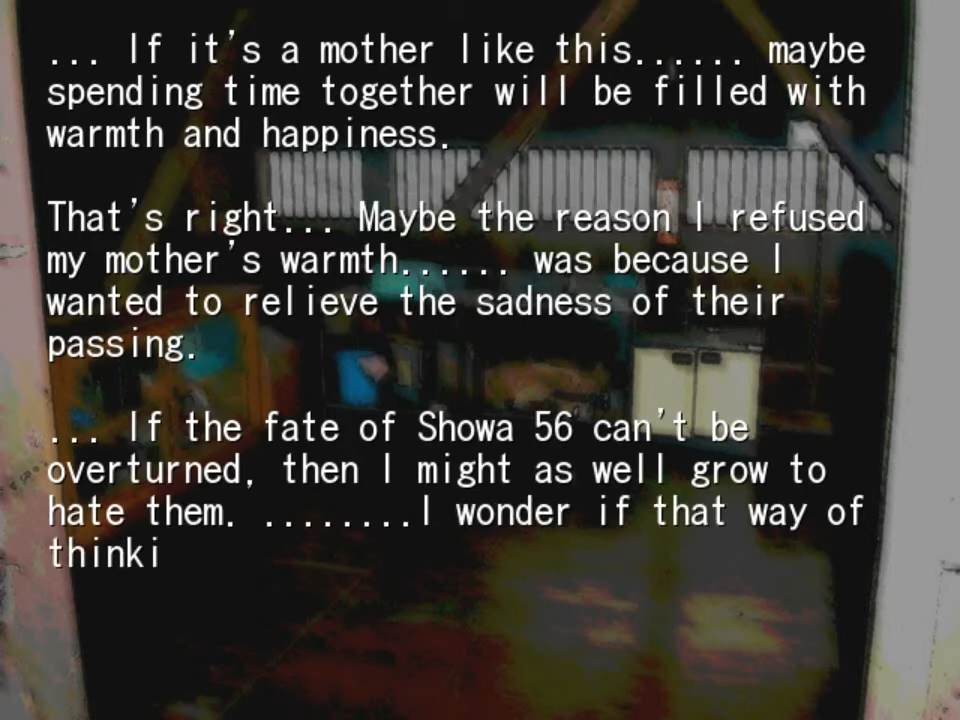 ... If it's a mother like this...... maybe
spending time together will be filled with
warmth and happiness.
That's right... Maybe the reason I refused
my mother's warmth...... was because I
wanted to relieve the sadness of their
passing.
... If the fate of Showa 56 can't be
overturned, then I might as well grow to
hate them. ........I wonder if that way of
thinki